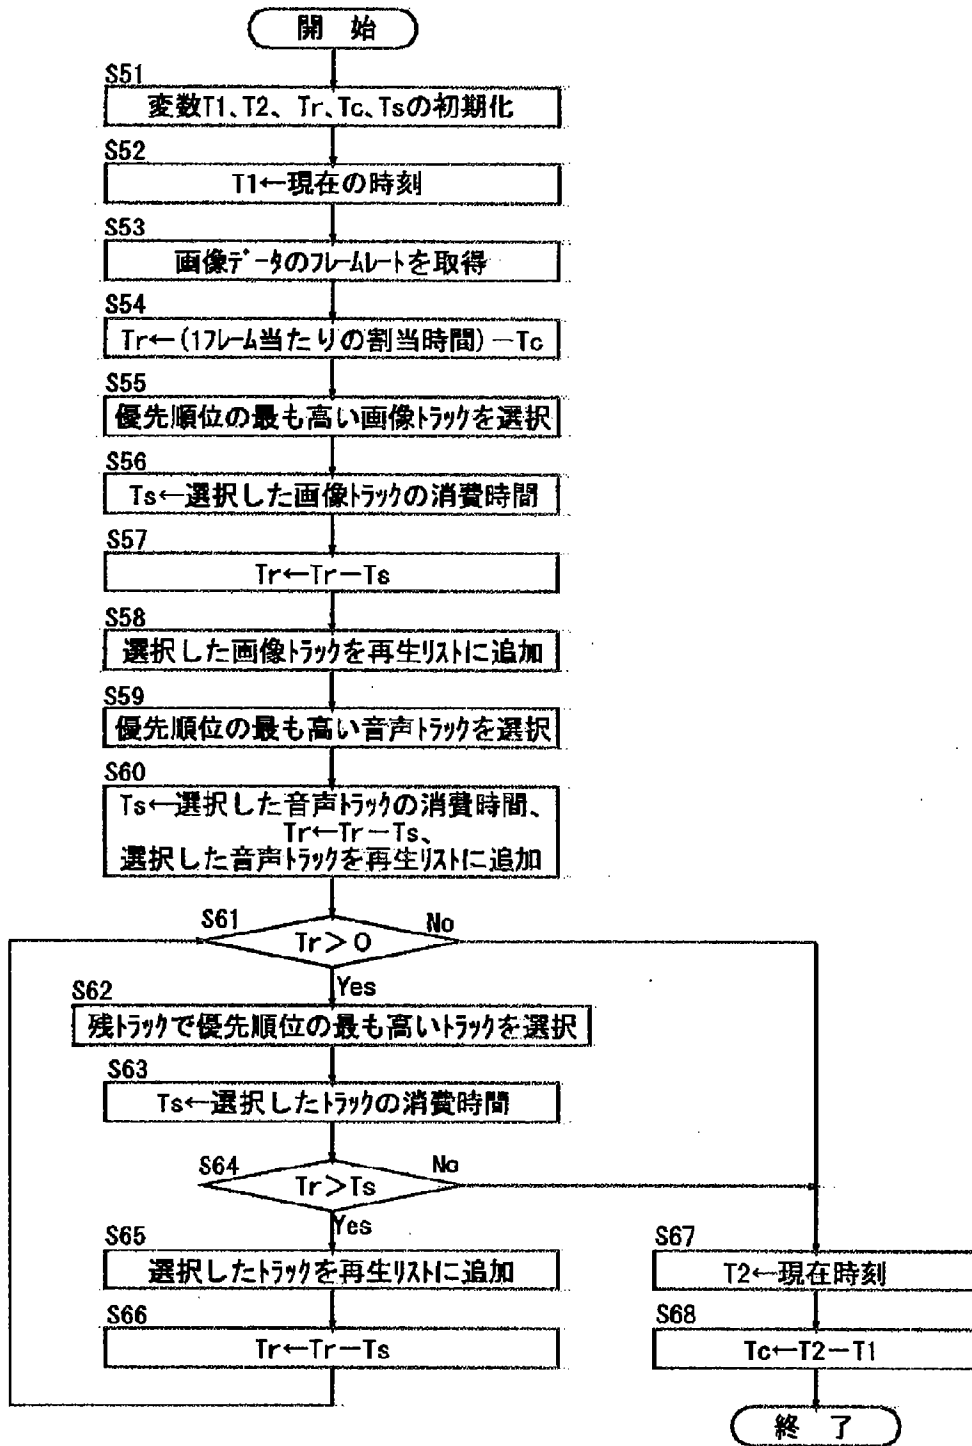 開 始
S51
変数T1、T2、Tr、Tc、Tsの初期化
S52
T1←現在の時刻
S53
画像ﾃﾞｰﾀのﾌﾚｰﾑﾚｰﾄを取得
S54
Tr←(1ﾌﾚｰﾑ当たりの割当時間)－Tc
S55
優先順位の最も高い画像ﾄﾗｯｸを選択
S56
Ts←選択した画像ﾄﾗｯｸの消費時間
S57
Tr←Tr－Ts
S58
選択した画像ﾄﾗｯｸを再生ﾘｽﾄに追加
S59
優先順位の最も高い音声ﾄﾗｯｸを選択
S60
Ts←選択した音声ﾄﾗｯｸの消費時間、
Tr←Tr－Ts、
選択した音声ﾄﾗｯｸを再生ﾘｽﾄに追加
S61
Tr＞0
No
Yes
S62
残ﾄﾗｯｸで優先順位の最も高いﾄﾗｯｸを選択
S63
Ts←選択したﾄﾗｯｸの消費時間
S64
Tr＞Ts
No
Yes
S65
選択したﾄﾗｯｸを再生ﾘｽﾄに追加
S66
Tr←Tr－Ts
S67
T2←現在時刻
S68
Tc←T2－T1
終 了